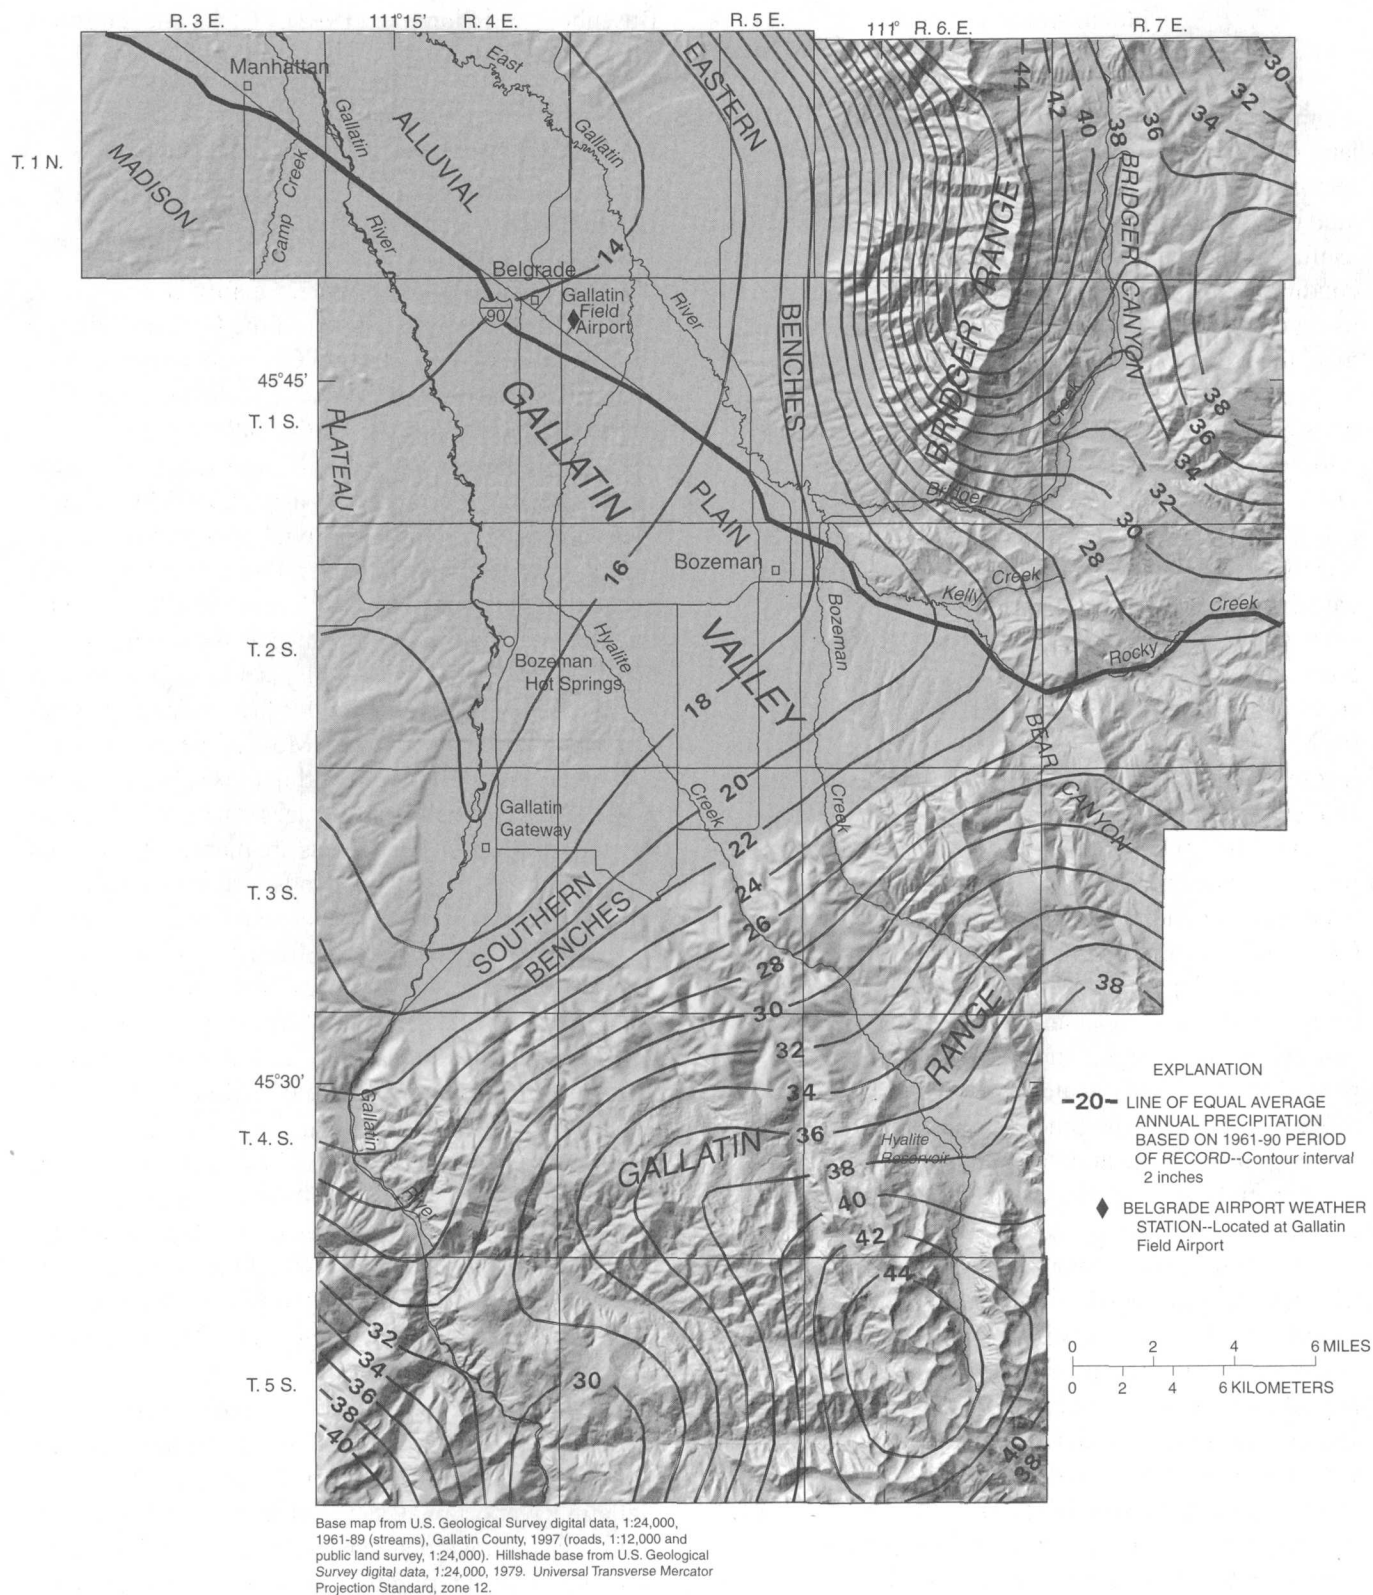 R. 3 E. 111°15' R. 4 E. R. 5 E. 111° R. 6. E. R. 7 E.
Manhattan
East
Gallatin
EASTERN
44
42
40
38
36
34
32
30
T. 1 N.
MADISON
Camp Creek
Gallatin
River
ALLUVIAL
BRIDGER RANGE
BRIDGER CANYON
14
Belgrade
Gallatin
Field
Airport
90
River
BENCHES
45°45'
T. 1 S.
PLATEAU
GALLATIN
PLAIN
Creek
Bridger
38
36
34
32
30
28
16
Bozeman
Kelly Creek
Creek
Rocky
T. 2 S.
Bozeman
Hot Springs
Hyalite
VALLEY
Bozeman
18
BEAR
CANYON
20
Creek
Creek
Gallatin
Gateway
22
24
T. 3 S.
SOUTHERN
BENCHES
26
28
30
38
RANGE
32
45°30'
34
Gallatin
36
T. 4. S.
GALLATIN
Hyalite
Reservoir
38
River
40
42
44
32
34
36
38
40
T. 5 S.
30
40
38
EXPLANATION
20 LINE OF EQUAL AVERAGE
ANNUAL PRECIPITATION
BASED ON 1961-90 PERIOD
OF RECORD--Contour interval
2 inches
BELGRADE AIRPORT WEATHER
STATION--Located at Gallatin
Field Airport
0 2 4 6 MILES
0 2 4 6 KILOMETERS
Base map from U.S. Geological Survey digital data, 1:24,000,
1961-89 (streams), Gallatin County, 1997 (roads, 1:12,000 and
public land survey, 1:24,000). Hillshade base from U.S. Geological
Survey digital data, 1:24,000, 1979. Universal Transverse Mercator
Projection Standard, zone 12.